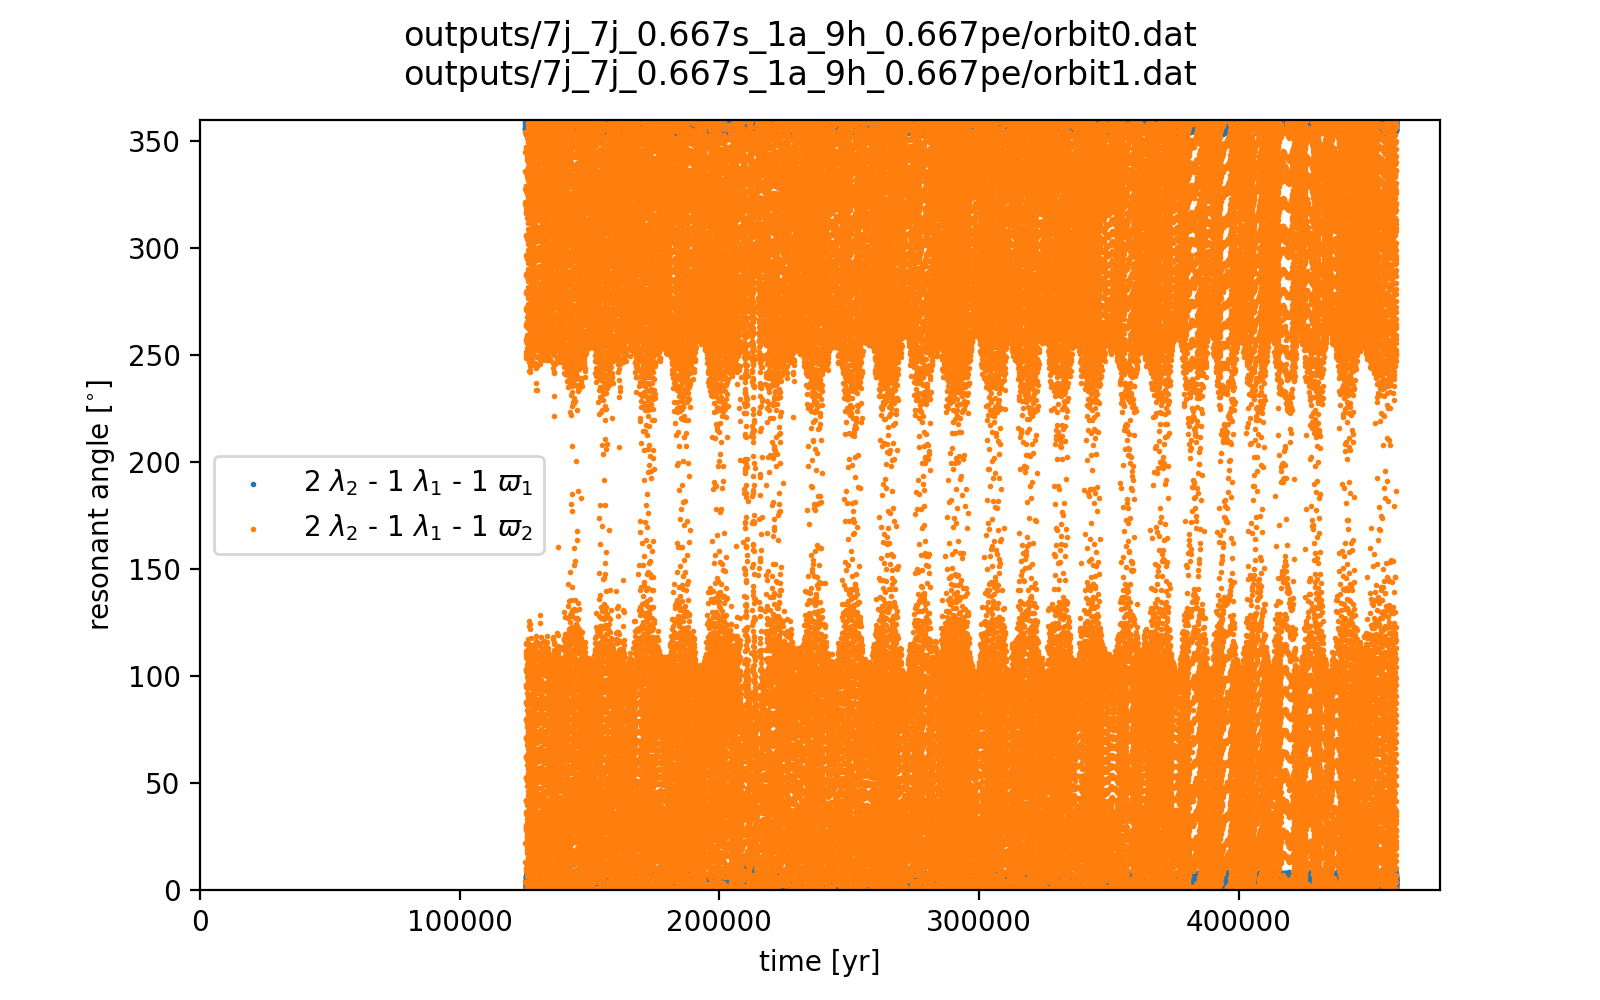 outputs/7j_7j_0.667s_1a_9h_0.667pe/orbit0.dat
outputs/7j_7j_0.667s_1a_9h_0.667pe/orbit1.dat
350
300
250
200
150
100
50
0
resonant angle [°]
2 λ₂ - 1 λ₁ - 1 ϖ₁
2 λ₂ - 1 λ₁ - 1 ϖ₂
0 100000 200000 300000 400000
time [yr]